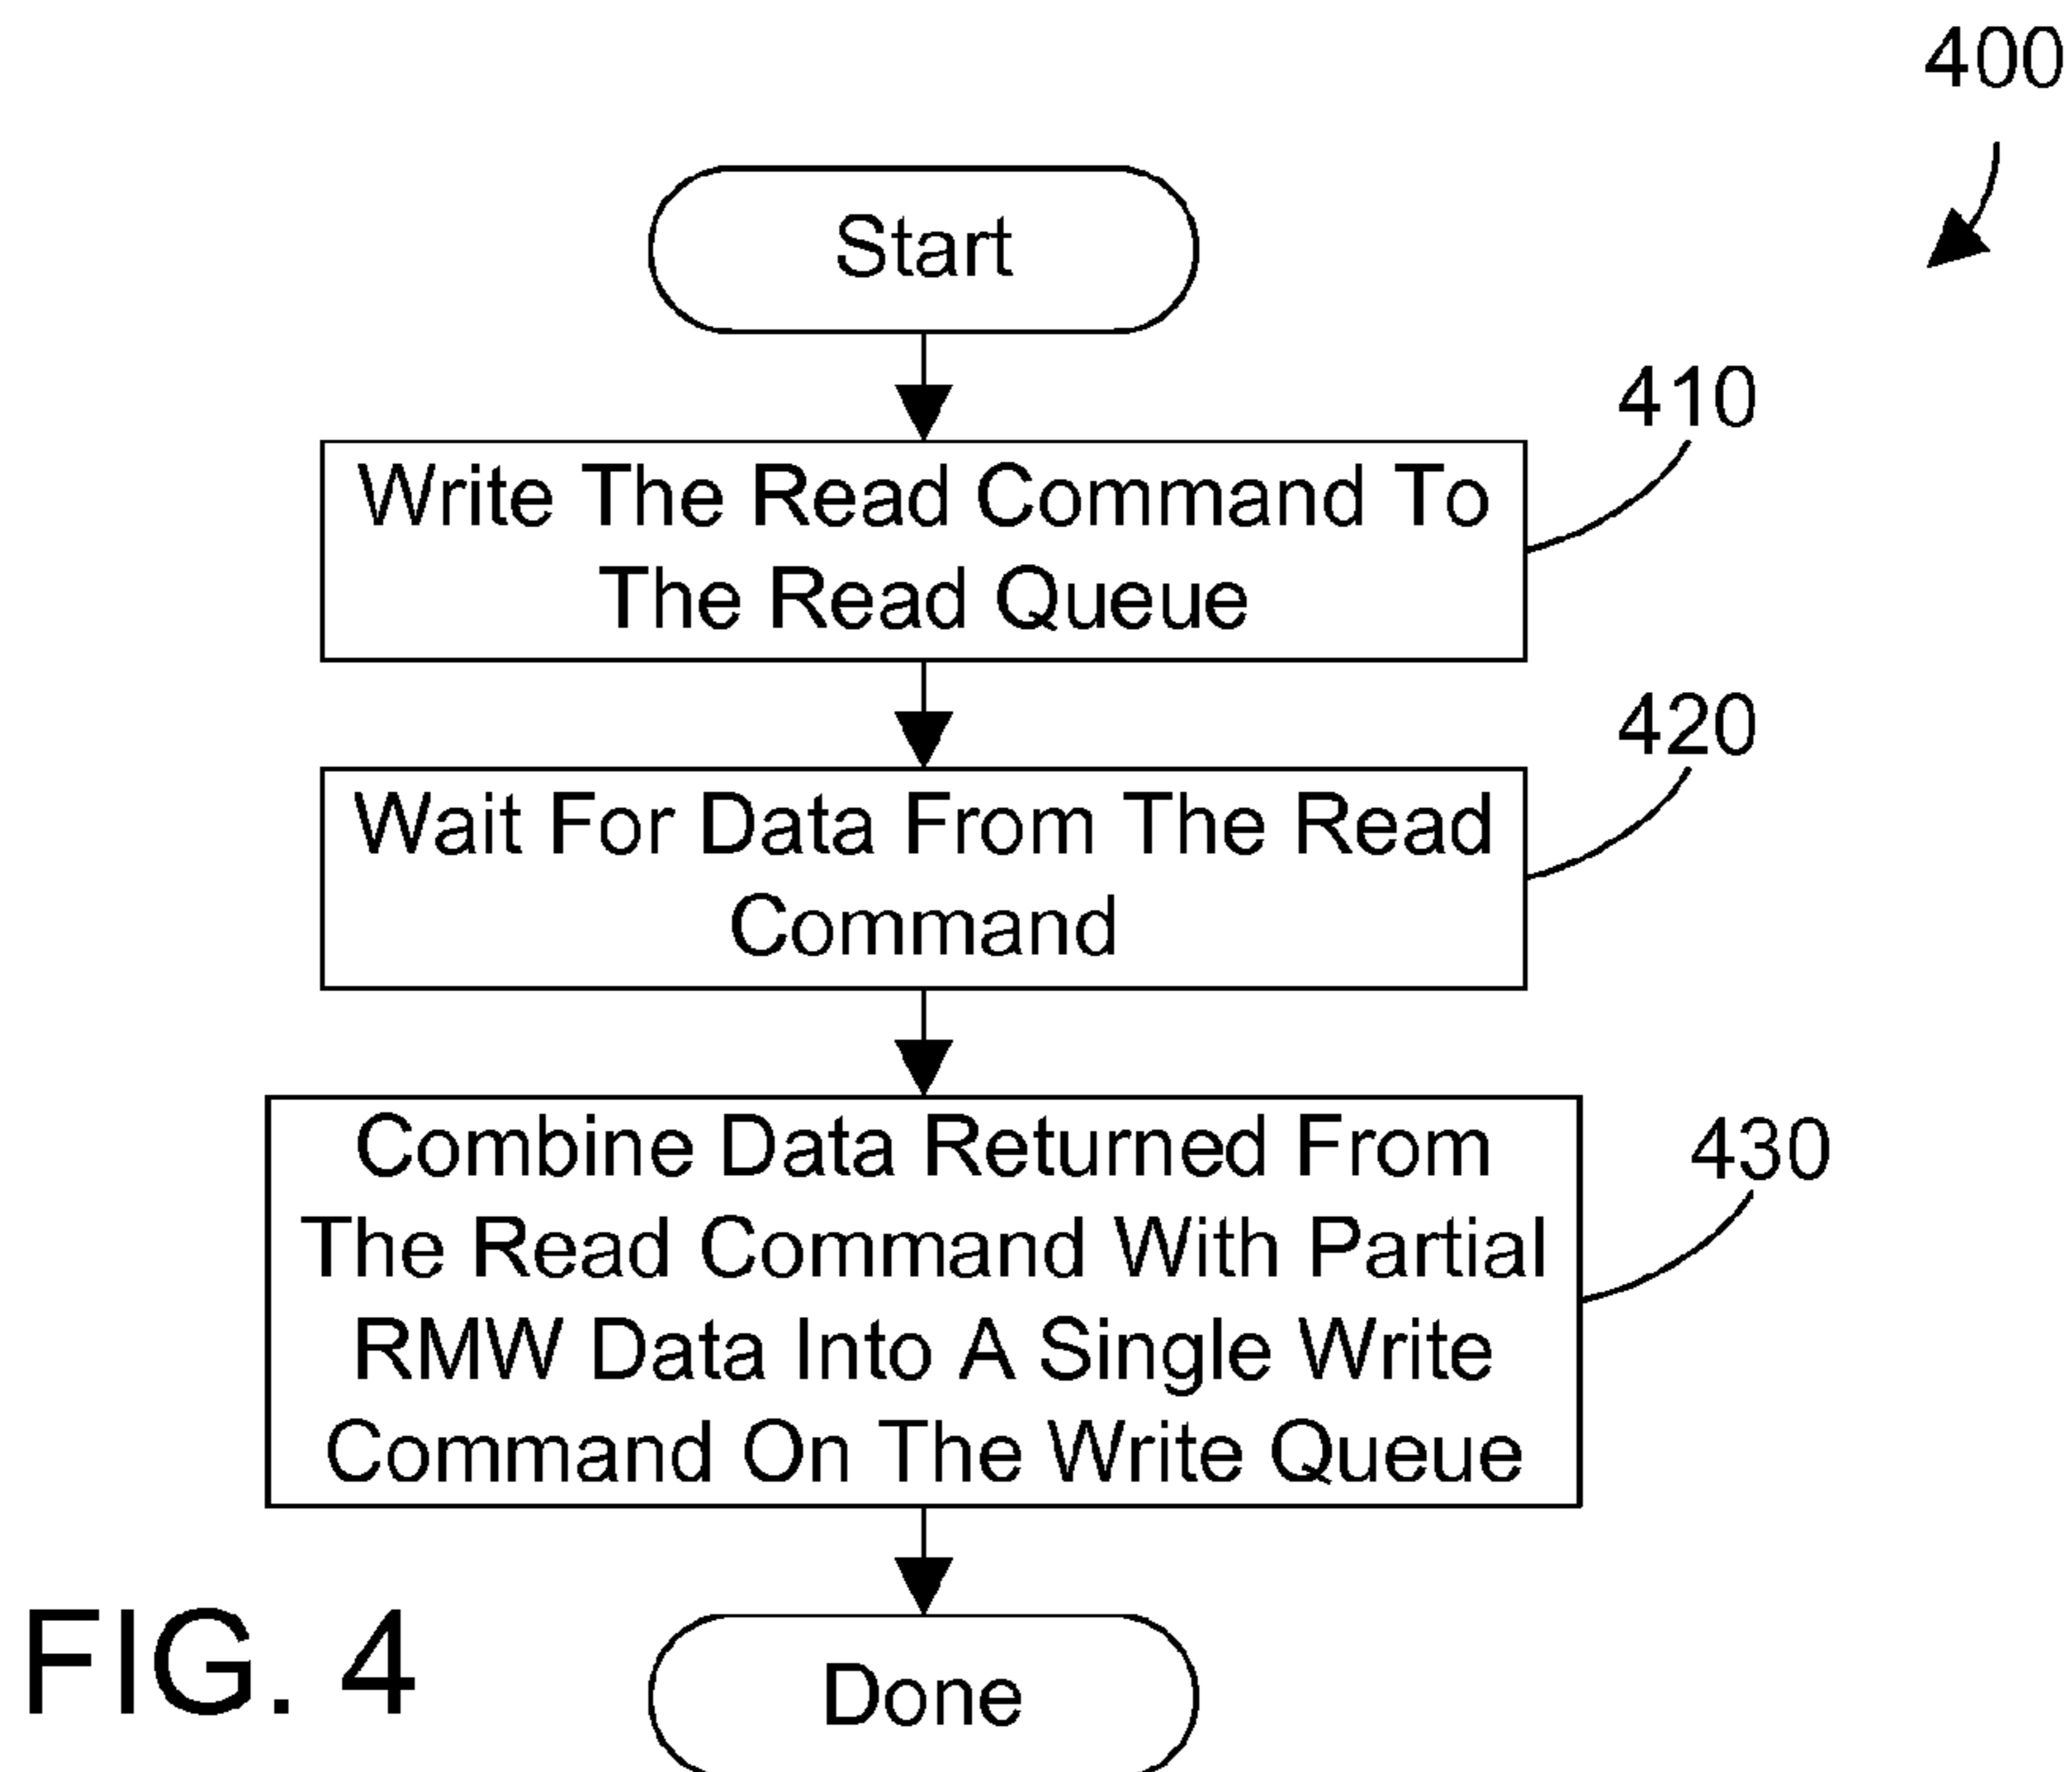 400
Start
410
Write The Read Command To
The Read Queue
420
Wait For Data From The Read
Command
430
Combine Data Returned From
The Read Command With Partial
RMW Data Into A Single Write
Command On The Write Queue
Done
FIG. 4